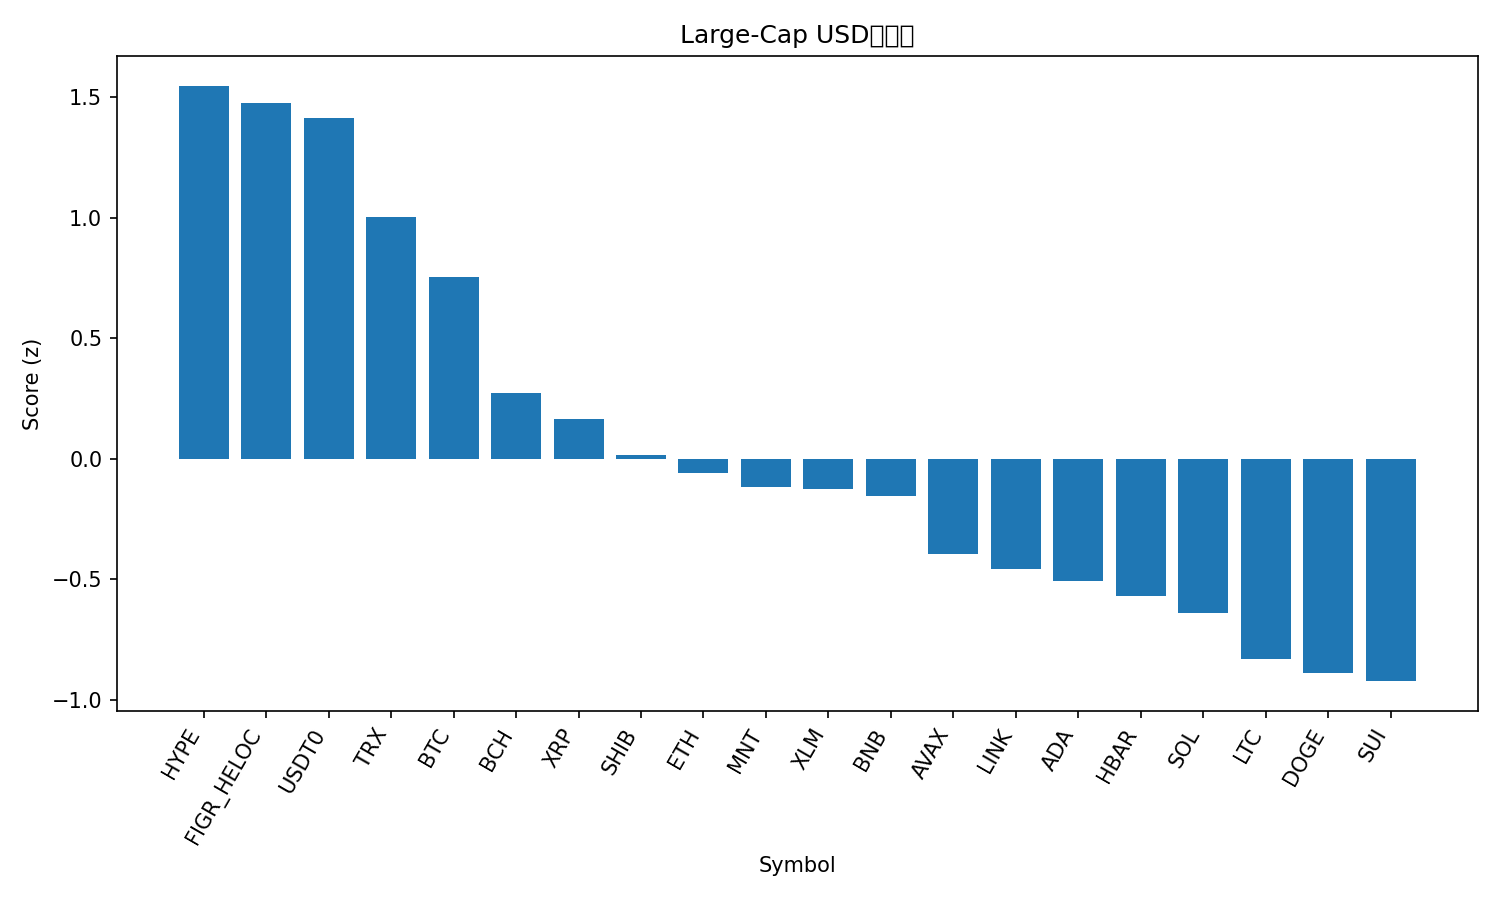 Large-Cap USD
Score (z)
1.5
1.0
0.5
0.0
−0.5
−1.0
HYPE
FIGR_HELOC
USDT0
TRX
BTC
BCH
XRP
SHIB
ETH
MNT
XLM
BNB
AVAX
LINK
ADA
HBAR
SOL
LTC
DOGE
SUI
Symbol